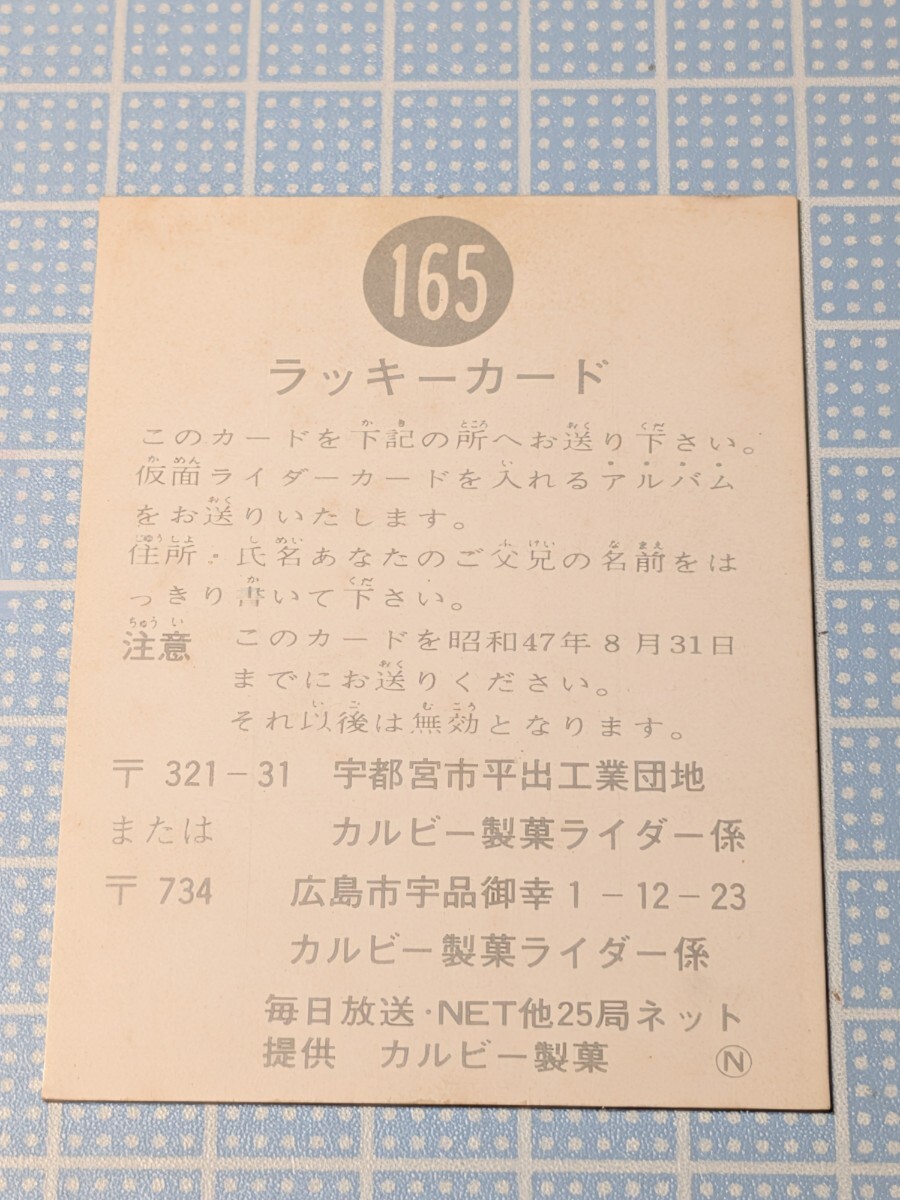 165
ラッキーカード
このカードを下記の所へお送り下さい。
仮面ライダーカードを入れるアルバム
をお送りいたします。
住所・氏名あなたのご父兄の名前をは
っきり書いて下さい。
注意 このカードを昭和47年8月31日
までにお送りください。
それ以後は無効となります。
〒 321-31 宇都宮市平出工業団地
または カルビー製菓ライダー係
〒 734 広島市宇品御幸1-12-23
カルビー製菓ライダー係
毎日放送・NET他25局ネット
提供 カルビー製菓 Ⓝ